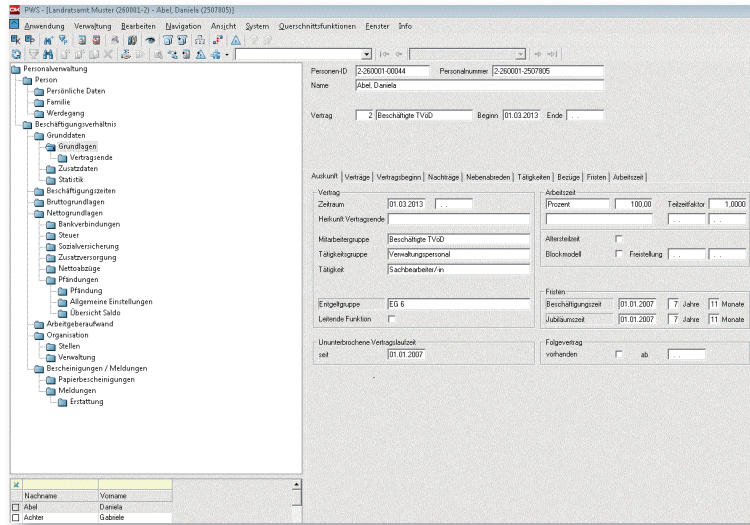 PWS - [Landratsamt Muster (260001-2) - Abel, Daniela (2507805)]
Anwendung Verwaltung Bearbeiten Navigation Ansicht System Querschnittsfunktionen Fenster Info
Personalverwaltung
Person
Persönliche Daten
Familie
Werdegang
Beschäftigungsverhältnis
Grunddaten
Grundlagen
Vertragsende
Zusatzdaten
Statistik
Beschäftigungszeiten
Bruttogrundlagen
Nettogrundlagen
Bankverbindungen
Steuer
Sozialversicherung
Zusatzversorgung
Nettoabzüge
Pfändungen
Pfändung
Allgemeine Einstellungen
Übersicht Saldo
Arbeitgeberaufwand
Organisation
Stellen
Verwaltung
Bescheinigungen / Meldungen
Papierbescheinigungen
Meldungen
Erstattung
Nachname Vorname
Abel Daniela
Achter Gabriele
Personen-ID 2-260001-00044 Personalnummer 2-260001-2507805
Name Abel, Daniela
Vertrag 2 Beschäftigte TVöD Beginn 01.03.2013 Ende . .
Auskunft Verträge Vertragsbeginn Nachträge Nebenabreden Tätigkeiten Bezüge Fristen Arbeitszeit
Vertrag
Zeitraum 01.03.2013 . .
Herkunft Vertragsende
Mitarbeitergruppe Beschäftigte TVöD
Tätigkeitsgruppe Verwaltungspersonal
Tätigkeit Sachbearbeiter/-in
Entgeltgruppe EG 6
Leitende Funktion
Ununterbrochene Vertragslaufzeit
seit 01.01.2007
Arbeitszeit
Prozent 100,00 Teilzeitfaktor 1,0000
. . . .
Altersteilzeit
Blockmodell Freistellung . . . .
Fristen
Beschäftigungszeit 01.01.2007 7 Jahre 11 Monate
Jubiläumszeit 01.01.2007 7 Jahre 11 Monate
Folgevertrag
vorhanden ab . .